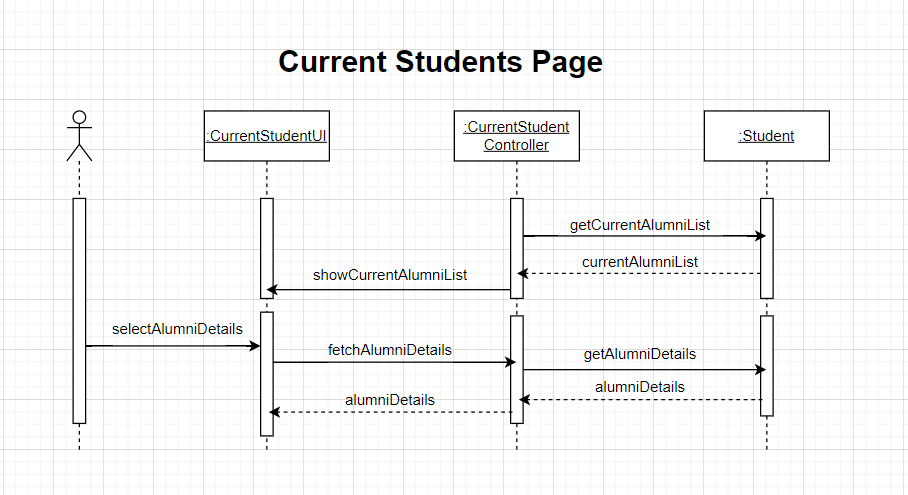 Current Students Page
:CurrentStudentUI
:CurrentStudent
Controller
:Student
getCurrentAlumniList
currentAlumniList
showCurrentAlumniList
selectAlumniDetails
fetchAlumniDetails
getAlumniDetails
alumniDetails
alumniDetails